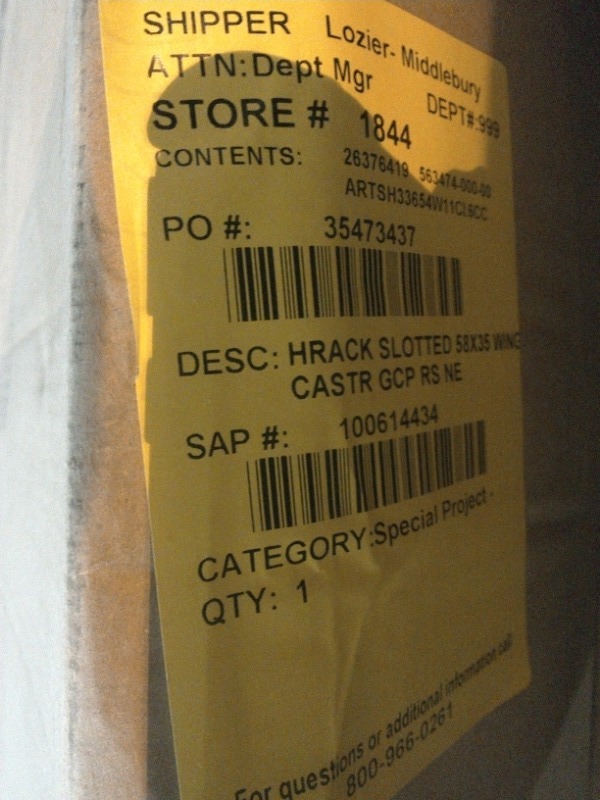 SHIPPER Lozier- Middlebury
ATTN:Dept Mgr DEPT#:999
STORE # 1844
CONTENTS: 26376419 563474-000-00
ARTSH33654W11CL6CC
PO #: 35473437
DESC: HRACK SLOTTED 58X35 WING
CASTR GCP RS NE
SAP #: 100614434
CATEGORY:Special Project -
QTY: 1
For questions or additional information call
800-966-0261